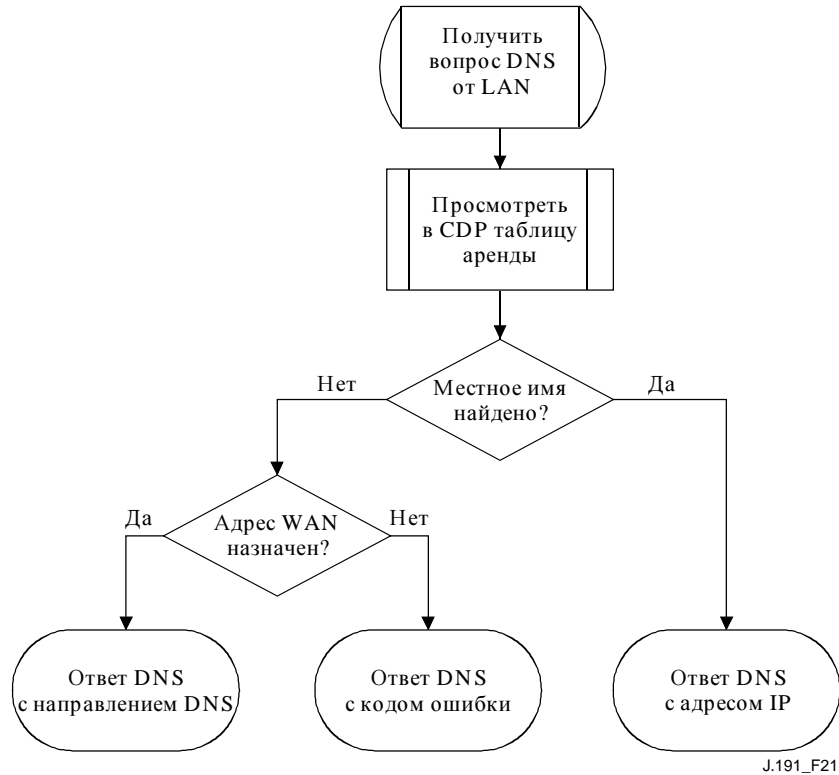 Получить
вопрос DNS
от LAN
Просмотреть
в CDP таблицу
аренды
Местное имя
найдено?
Нет
Да
Адрес WAN
назначен?
Да
Нет
Ответ DNS
с направлением DNS
Ответ DNS
с кодом ошибки
Ответ DNS
с адресом IP
J.191_F21